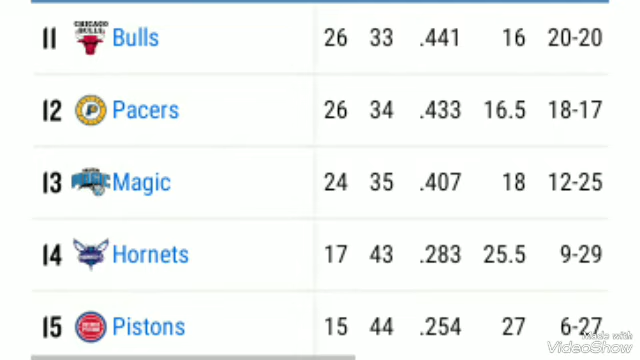 11 CHICAGO BULLS Bulls 26 33 .441 16 20-20
12 Pacers 26 34 .433 16.5 18-17
13 Magic 24 35 .407 18 12-25
14 Hornets 17 43 .283 25.5 9-29
15 Pistons 15 44 .254 27 6-27
Made with
VideoShow